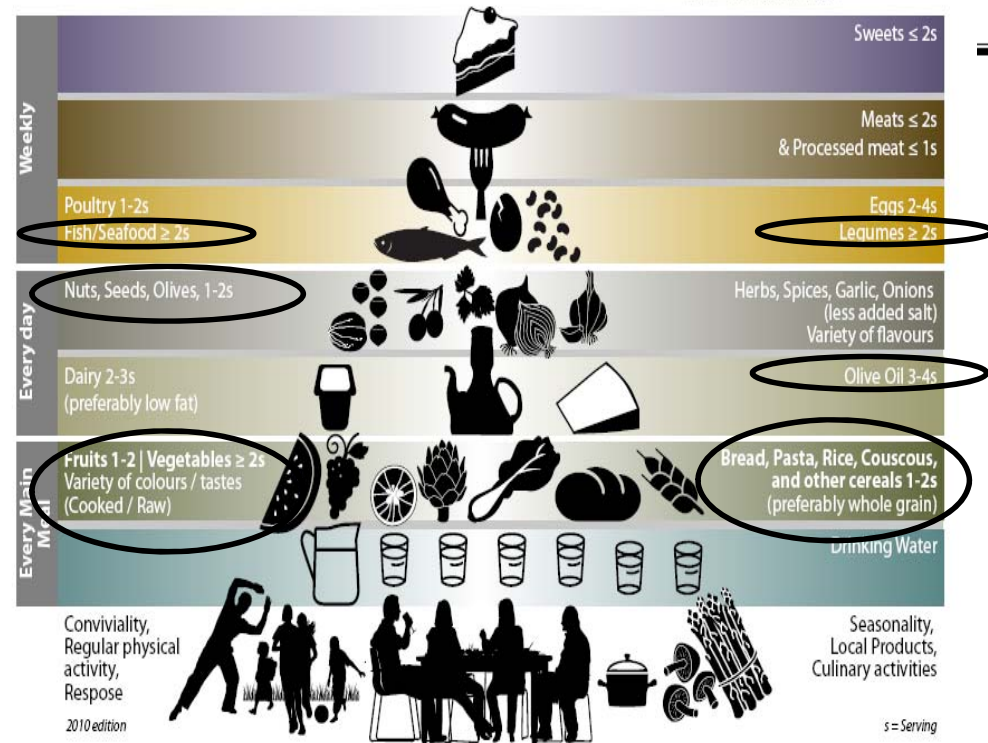 Weekly
Sweets ≤ 2s
Meats ≤ 2s
& Processed meat ≤ 1s
Poultry 1-2s
Fish/Seafood ≥ 2s
Eggs 2-4s
Legumes ≥ 2s
Every day
Nuts, Seeds, Olives, 1-2s
Herbs, Spices, Garlic, Onions
(less added salt)
Variety of flavours
Dairy 2-3s
(preferably low fat)
Olive Oil 3-4s
Every Main
Meal
Fruits 1-2 | Vegetables ≥ 2s
Variety of colours / tastes
(Cooked / Raw)
Bread, Pasta, Rice, Couscous,
and other cereals 1-2s
(preferably whole grain)
Drinking Water
Conviviality,
Regular physical
activity,
Respose
Seasonality,
Local Products,
Culinary activities
2010 edition
s = Serving